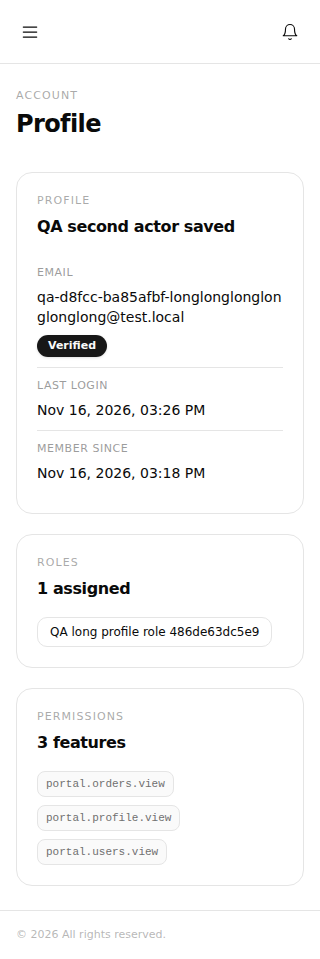 ACCOUNT
Profile
PROFILE
QA second actor saved
EMAIL
qa-d8fcc-ba85afbf-longlonglonglon
glonglong@test.local
Verified
LAST LOGIN
Nov 16, 2026, 03:26 PM
MEMBER SINCE
Nov 16, 2026, 03:18 PM
ROLES
1 assigned
QA long profile role 486de63dc5e9
PERMISSIONS
3 features
portal.orders.view
portal.profile.view
portal.users.view
© 2026 All rights reserved.